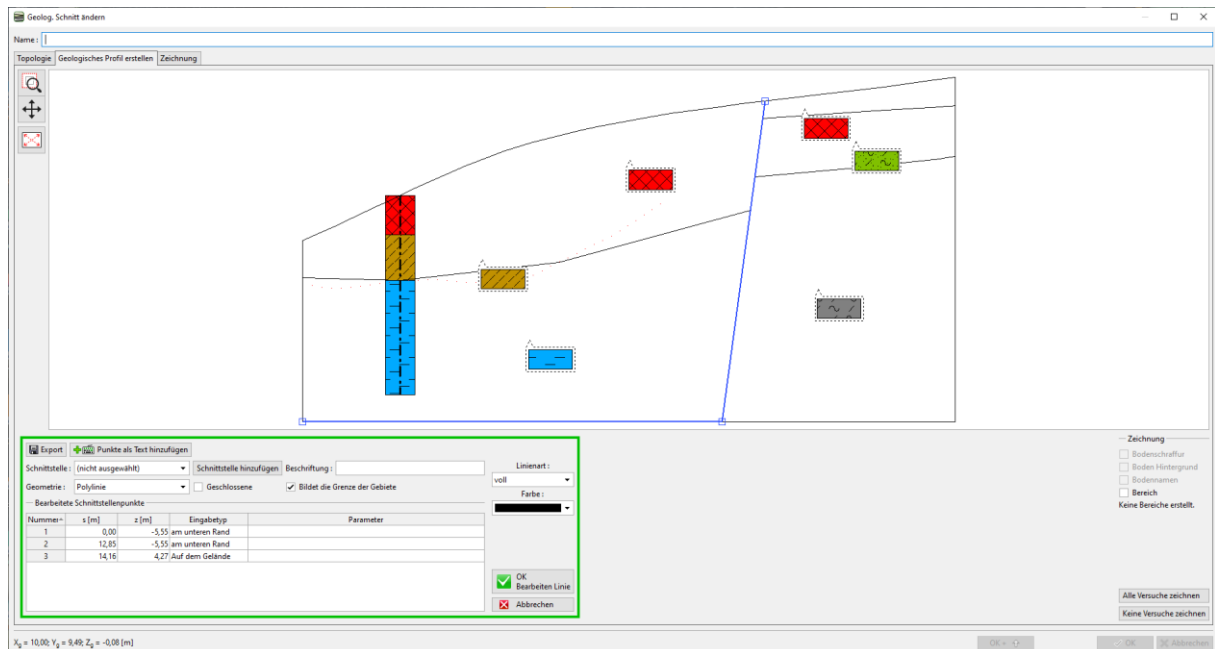 Geolog. Schnitt ändern
Name :
Topologie Geologisches Profil erstellen Zeichnung
Export Punkte als Text hinzufügen
Schnittstelle : (nicht ausgewählt) Schnittstelle hinzufügen Beschriftung :
Geometrie : Polylinie Geschlossene Bildet die Grenze der Gebiete
Bearbeitete Schnittstellenpunkte
Nummer s [m] z [m] Eingabetyp Parameter
1 0,00 -5,55 am unteren Rand
2 12,85 -5,55 am unteren Rand
3 14,16 4,27 Auf dem Gelände
Linienart :
voll
Farbe :
OK
Bearbeiten Linie
Abbrechen
Zeichnung
Bodenschraffur
Boden Hintergrund
Bodennamen
Bereich
Keine Bereiche erstellt.
Alle Versuche zeichnen
Keine Versuche zeichnen
Xg = 10,00; Yg = 9,49; Zg = -0,08 [m]
OK + OK Abbrechen